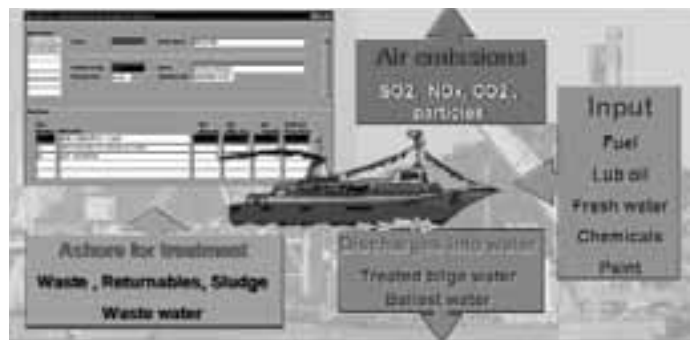 Air emissions
SO2, NOx, CO2,
particles
Input
Fuel
Lub oil
Fresh water
Chemicals
Paint
Ashore for treatment
Waste , Returnables, Sludge
Waste water
Discharges into water
Treated bilge water
Ballast water